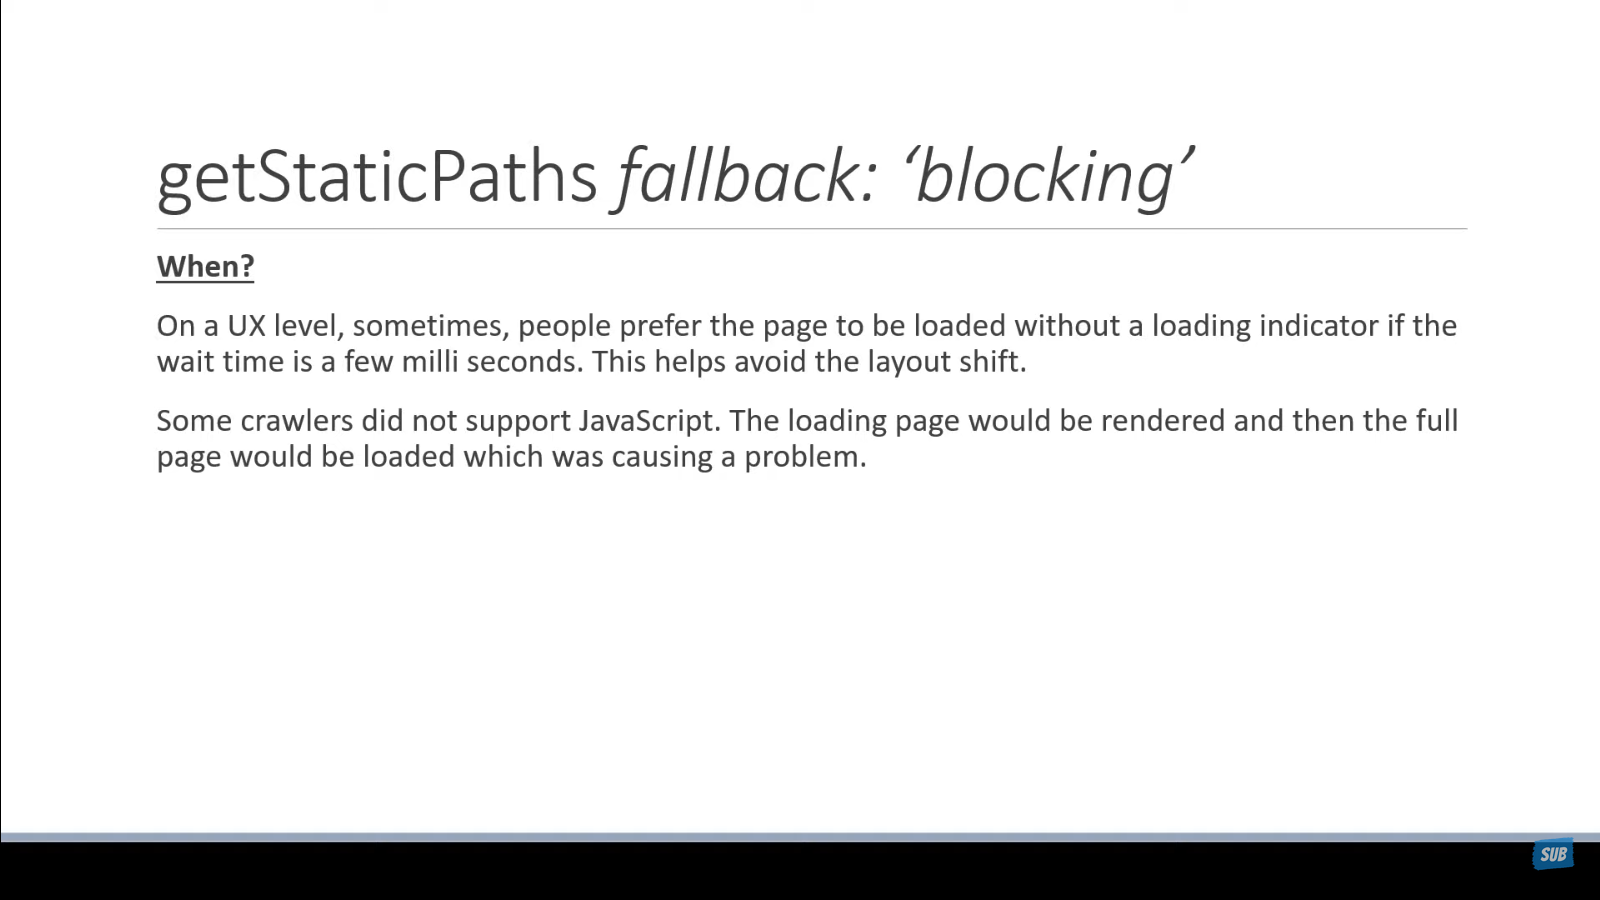 getStaticPaths fallback: ‘blocking’
When?
On a UX level, sometimes, people prefer the page to be loaded without a loading indicator if the
wait time is a few milli seconds. This helps avoid the layout shift.
Some crawlers did not support JavaScript. The loading page would be rendered and then the full
page would be loaded which was causing a problem.
SUB